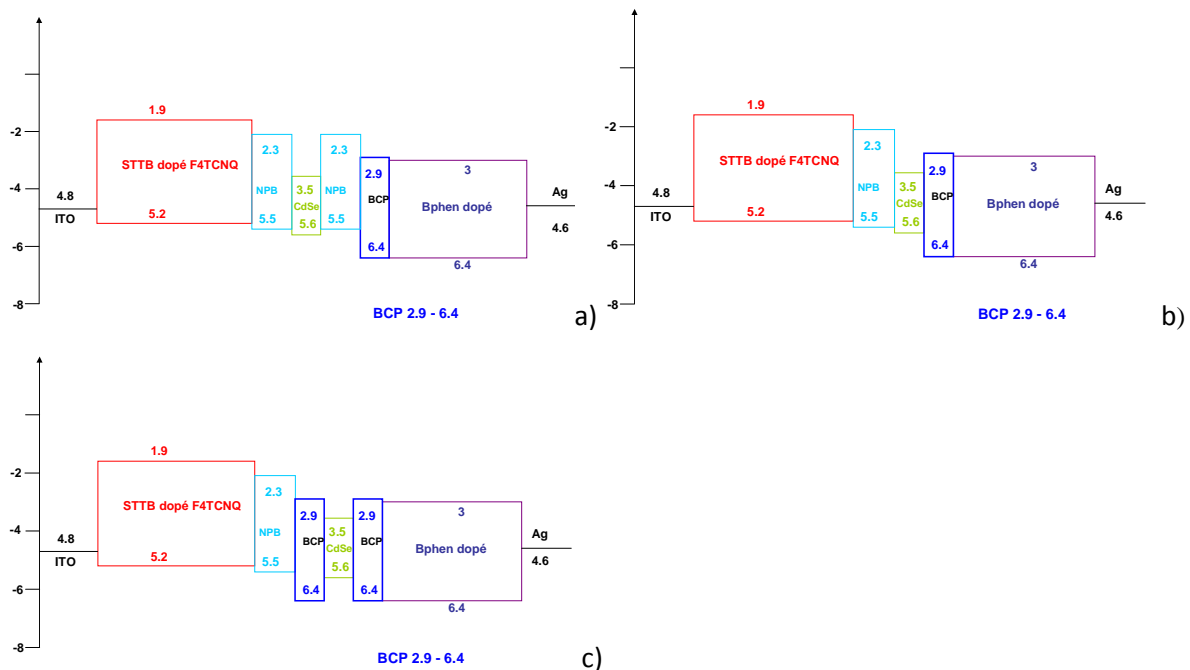 1.9
-2
2.3
2.3
STTB dopé F4TCNQ
2.9
3
3.5
-4
NPB
CdSe
NPB
BCP
Bphen dopé
Ag
4.8
ITO
5.2
5.5
5.6
5.5
4.6
-6
6.4
6.4
-8
BCP 2.9 - 6.4
a)
1.9
-2
2.3
STTB dopé F4TCNQ
2.9
3
3.5
-4
NPB
CdSe
BCP
Bphen dopé
Ag
4.8
ITO
5.2
5.5
5.6
4.6
-6
6.4
6.4
-8
BCP 2.9 - 6.4
b)
1.9
-2
2.3
STTB dopé F4TCNQ
2.9
2.9
3
3.5
-4
NPB
BCP
CdSe
BCP
Bphen dopé
Ag
4.8
ITO
5.2
5.5
5.6
4.6
-6
6.4
6.4
6.4
-8
BCP 2.9 - 6.4
c)